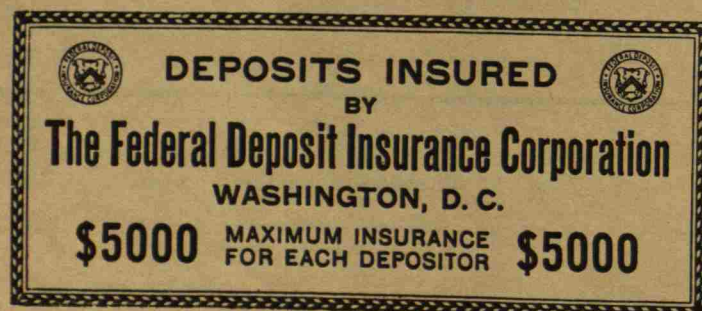 DEPOSITS INSURED
BY
The Federal Deposit Insurance Corporation
WASHINGTON, D. C.
$5000 MAXIMUM INSURANCE FOR EACH DEPOSITOR $5000